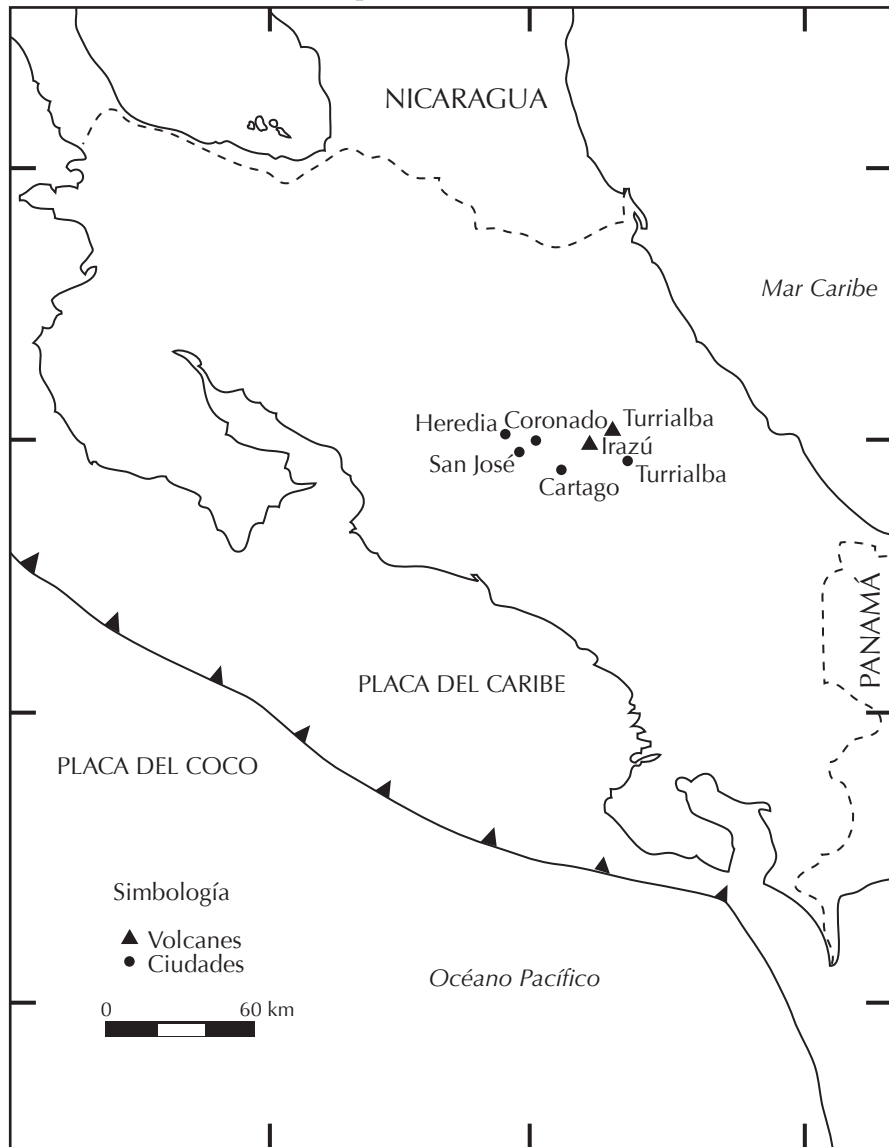 NICARAGUA
Mar Caribe
Heredia
Coronado
Turrialba
San José
Irazú
Cartago
Turrialba
PANAMA
PLACA DEL CARIBE
PLACA DEL COCO
Simbología
Volcanes
Ciudades
Océano Pacífico
0 60 km